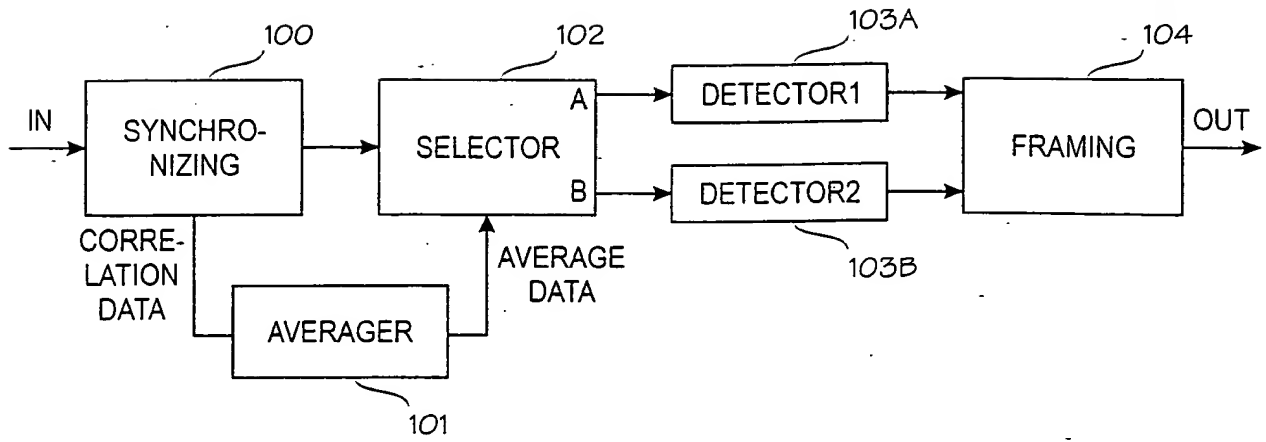 100
102
103A
104
IN
SYNCHRO-
NIZING
SELECTOR
A
B
DETECTOR1
DETECTOR2
FRAMING
OUT
103B
CORRE-
LATION
DATA
AVERAGE
DATA
AVERAGER
101